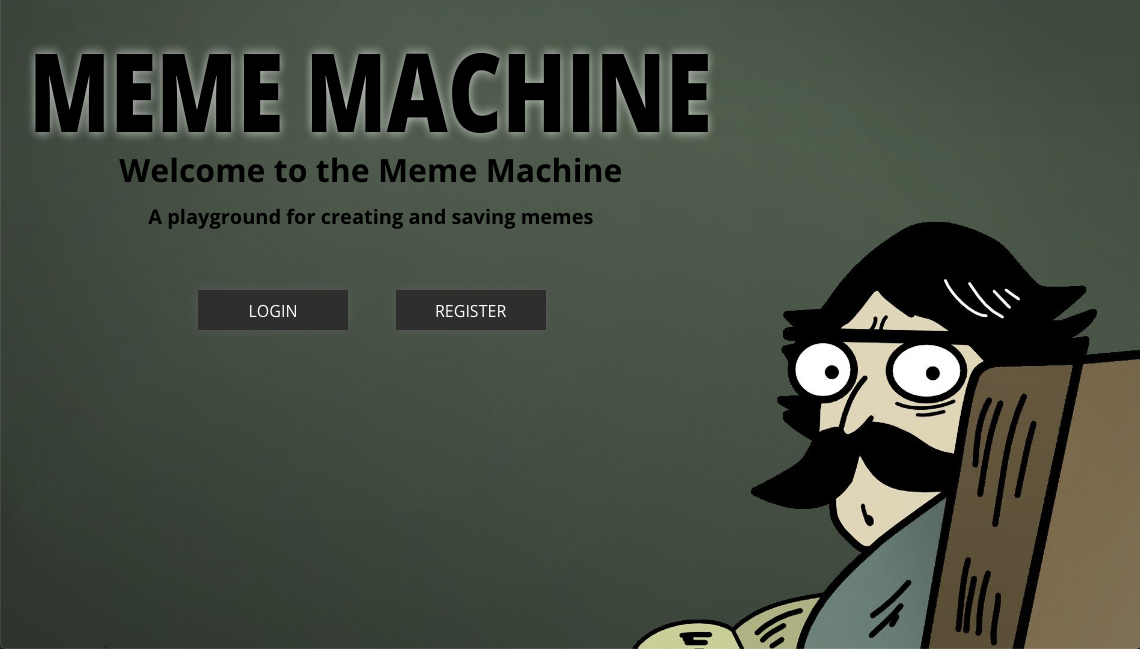 MEME MACHINE
Welcome to the Meme Machine
A playground for creating and saving memes
LOGIN
REGISTER